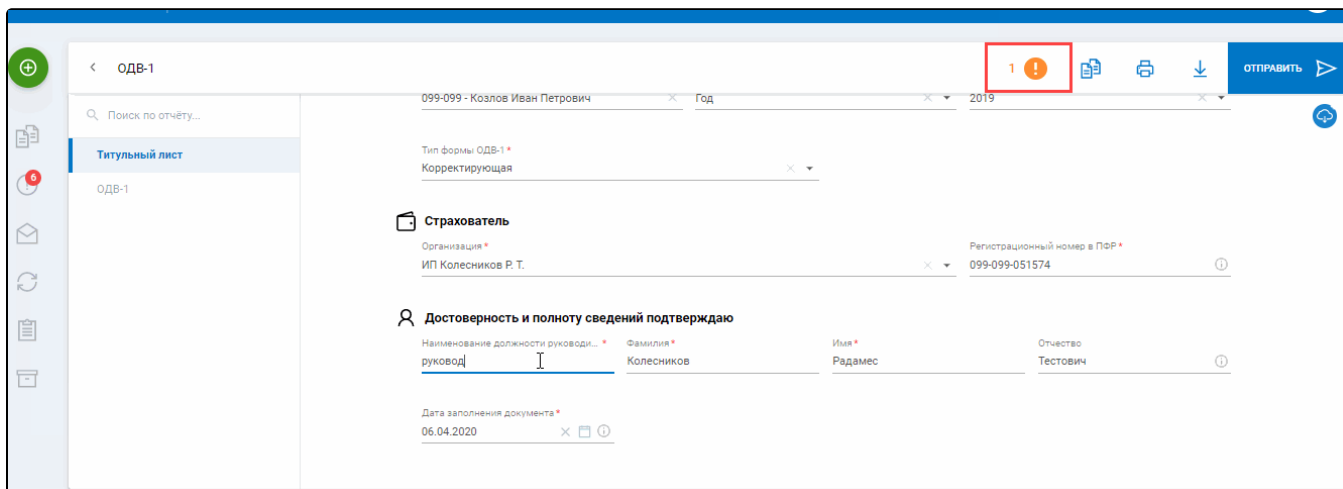 ОДВ-1
1
ОТПРАВИТЬ
Поиск по отчёту...
Титульный лист
ОДВ-1
6
099-099 - Козлов Иван Петрович
Год
2019
Тип формы ОДВ-1 *
Корректирующая
Страхователь
Организация *
Регистрационный номер в ПФР *
ИП Колесников Р. Т.
099-099-051574
Достоверность и полноту сведений подтверждаю
Наименование должности руководи... * Фамилия * Имя * Отчество
руковод Колесников Радамес Тестович
Дата заполнения документа *
06.04.2020